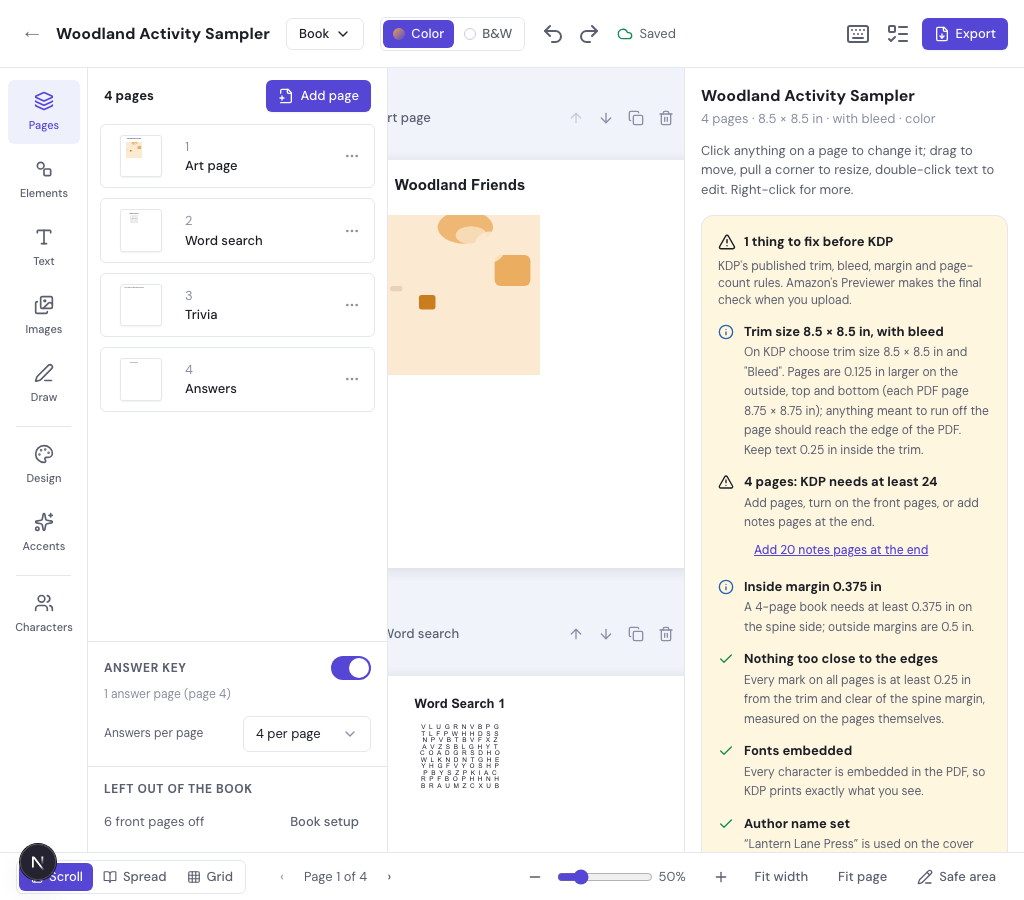 ← Woodland Activity Sampler Book Color B&W Saved Export
Pages
Elements
Text
Images
Draw
Design
Accents
Characters
4 pages Add page
1
Art page
2
Word search
3
Trivia
4
Answers
ANSWER KEY
1 answer page (page 4)
Answers per page 4 per page
LEFT OUT OF THE BOOK
6 front pages off Book setup
rt page
Woodland Friends
Word search
Word Search 1
V L U G R N V B P G
T L F P W H H D S S
N P V B T B V F X Z
A V Z S B L G H Y T
C O A D G R S D H O
W L K N D N T O E E
Y H G F V Y O S H P
P B Y S Z P K I A C
R P F B O P H H N H
B R A U M Z C X U B
Woodland Activity Sampler
4 pages · 8.5 × 8.5 in · with bleed · color
Click anything on a page to change it; drag to
move, pull a corner to resize, double-click text to
edit. Right-click for more.
1 thing to fix before KDP
KDP's published trim, bleed, margin and page-
count rules. Amazon's Previewer makes the final
check when you upload.
Trim size 8.5 × 8.5 in, with bleed
On KDP choose trim size 8.5 × 8.5 in and
"Bleed". Pages are 0.125 in larger on the
outside, top and bottom (each PDF page
8.75 × 8.75 in); anything meant to run off the
page should reach the edge of the PDF.
Keep text 0.25 in inside the trim.
4 pages: KDP needs at least 24
Add pages, turn on the front pages, or add
notes pages at the end.
Add 20 notes pages at the end
Inside margin 0.375 in
A 4-page book needs at least 0.375 in on
the spine side; outside margins are 0.5 in.
Nothing too close to the edges
Every mark on all pages is at least 0.25 in
from the trim and clear of the spine margin,
measured on the pages themselves.
Fonts embedded
Every character is embedded in the PDF, so
KDP prints exactly what you see.
Author name set
“Lantern Lane Press” is used on the cover
N Scroll Spread Grid ‹ Page 1 of 4 › 50% Fit width Fit page Safe area